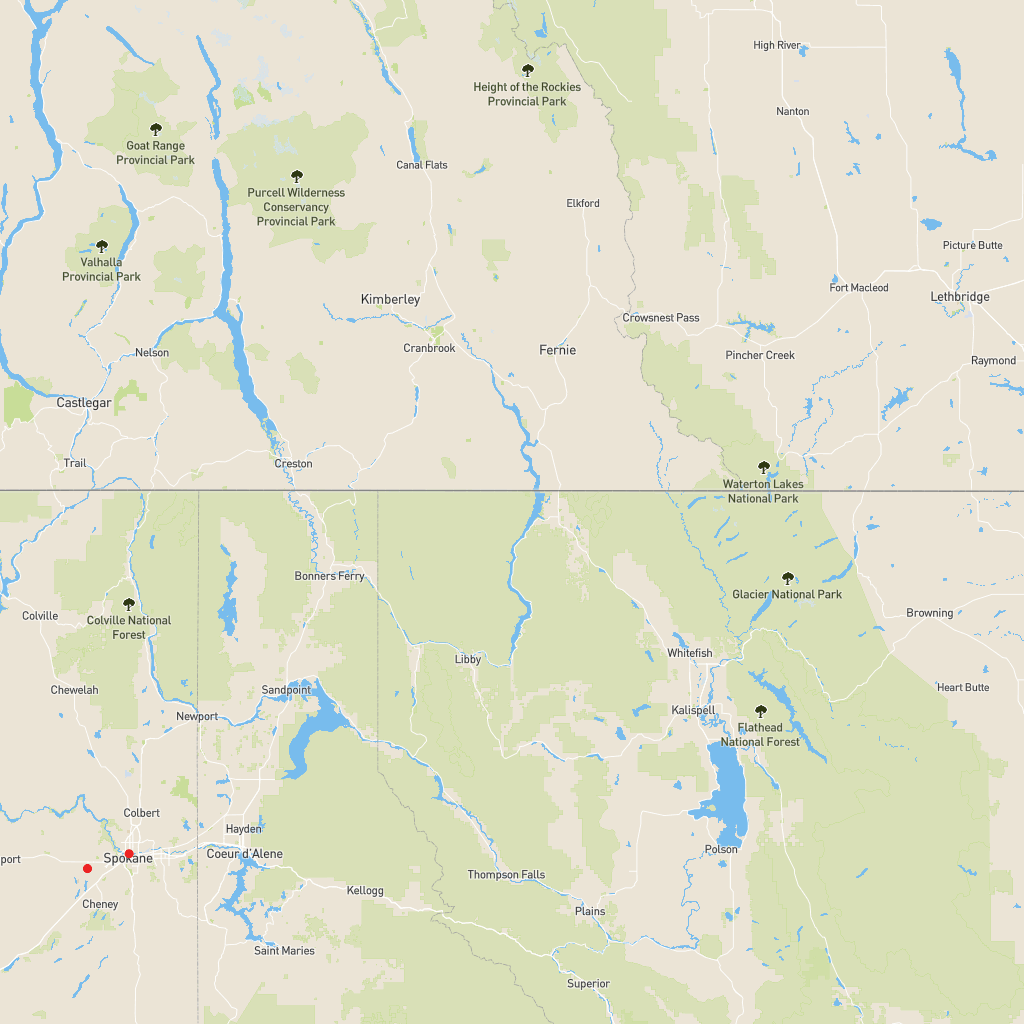 High River
Height of the Rockies
Provincial Park
Nanton
Goat Range
Provincial Park
Canal Flats
Purcell Wilderness
Conservancy
Provincial Park
Elkford
Picture Butte
Valhalla
Provincial Park
Fort Macleod
Lethbridge
Kimberley
Crowsnest Pass
Cranbrook
Fernie
Nelson
Pincher Creek
Raymond
Castlegar
Trail
Creston
Waterton Lakes
National Park
Bonners Ferry
Glacier National Park
Colville
Colville National
Forest
Browning
Whitefish
Libby
Chewelah
Sandpoint
Heart Butte
Newport
Kalispell
Flathead
National Forest
Colbert
Hayden
Spokane
Coeur d'Alene
port
Polson
Thompson Falls
Kellogg
Cheney
Plains
Saint Maries
Superior